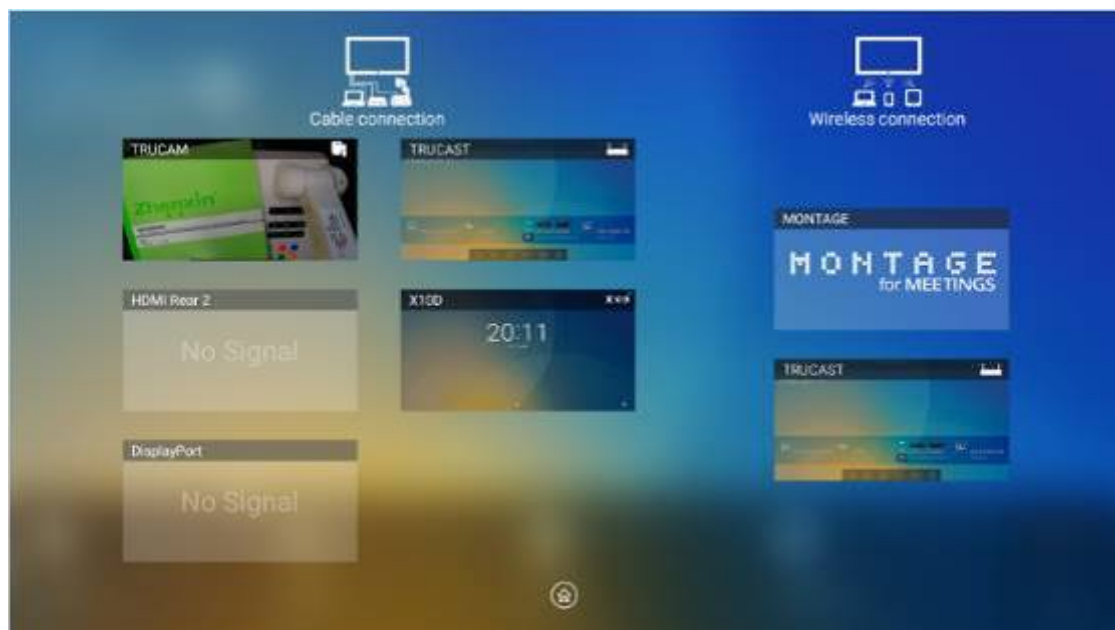 Cable connection
Wireless connection
TRUCAM
Zhenxin
TRUCAST
HDMI Rear 2
No Signal
X10D
20:11
DisplayPort
No Signal
MONTAGE
MONTAGE
for MEETINGS
TRUCAST